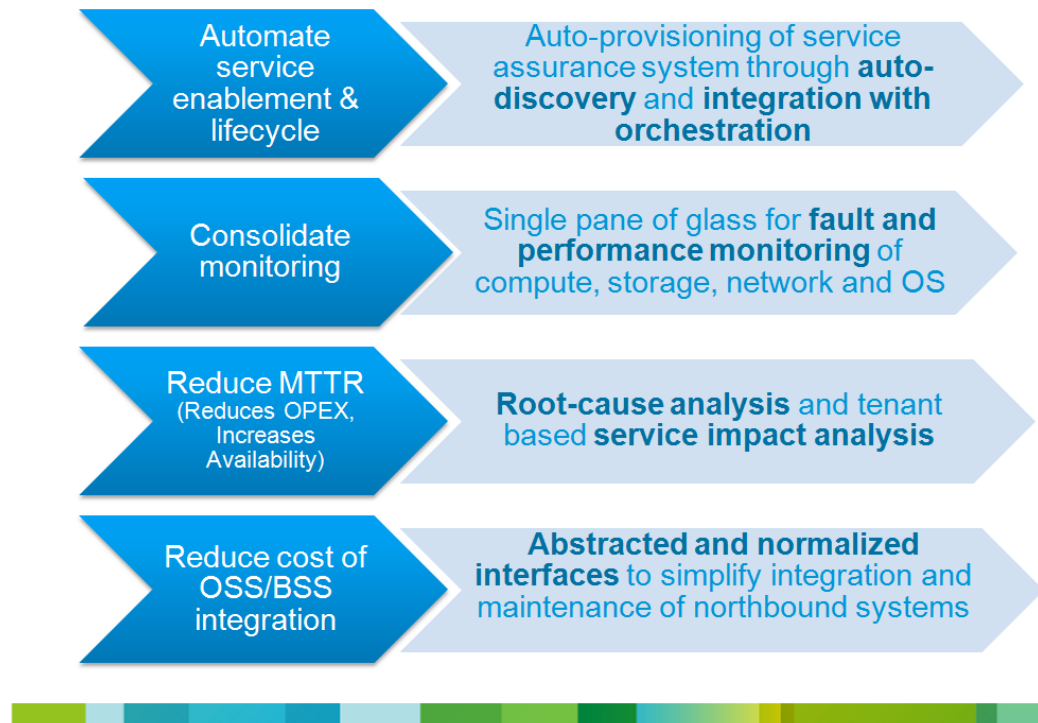 Automate
service
enablement &
lifecycle
Auto-provisioning of service
assurance system through auto-
discovery and integration with
orchestration
Consolidate
monitoring
Single pane of glass for fault and
performance monitoring of
compute, storage, network and OS
Reduce MTTR
(Reduces OPEX,
Increases
Availability)
Root-cause analysis and tenant
based service impact analysis
Reduce cost of
OSS/BSS
integration
Abstracted and normalized
interfaces to simplify integration and
maintenance of northbound systems